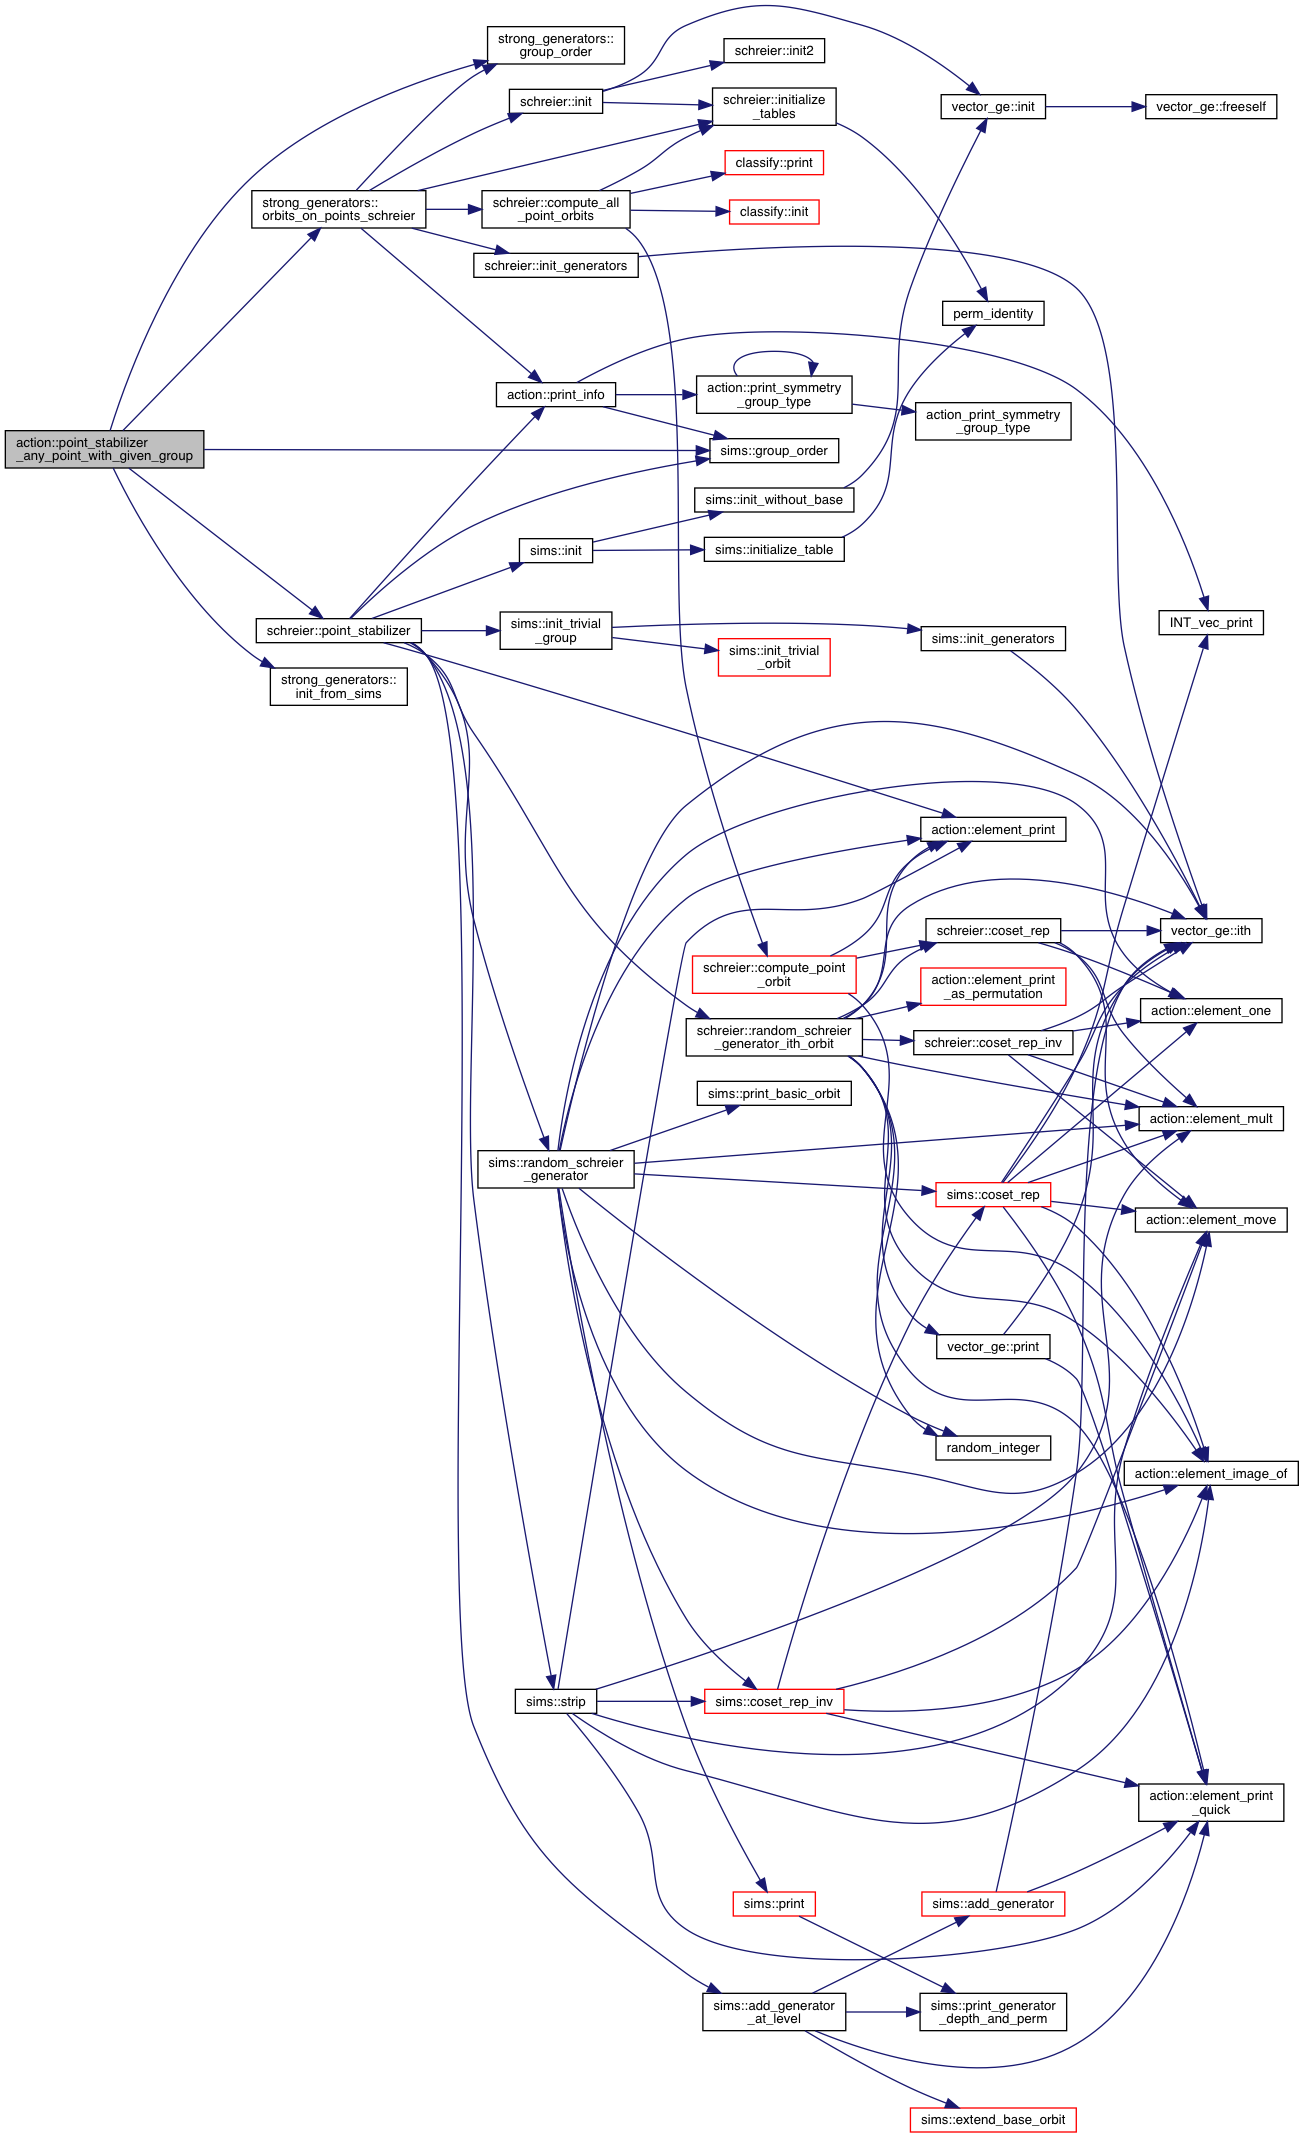 action::point_stabilizer
_any_point_with_given_group
strong_generators::
group_order
strong_generators::
orbits_on_points_schreier
schreier::init
schreier::init2
schreier::initialize
_tables
vector_ge::init
vector_ge::freeself
schreier::compute_all
_point_orbits
classify::print
classify::init
schreier::init_generators
perm_identity
action::print_info
action::print_symmetry
_group_type
action_print_symmetry
_group_type
sims::group_order
sims::init_without_base
sims::init
sims::initialize_table
schreier::point_stabilizer
sims::init_trivial
_group
sims::init_generators
sims::init_trivial
_orbit
INT_vec_print
strong_generators::
init_from_sims
action::element_print
schreier::coset_rep
vector_ge::ith
schreier::compute_point
_orbit
action::element_print
_as_permutation
action::element_one
schreier::random_schreier
_generator_ith_orbit
schreier::coset_rep_inv
sims::print_basic_orbit
action::element_mult
sims::random_schreier
_generator
sims::coset_rep
action::element_move
vector_ge::print
random_integer
action::element_image_of
sims::strip
sims::coset_rep_inv
action::element_print
_quick
sims::print
sims::add_generator
sims::add_generator
_at_level
sims::print_generator
_depth_and_perm
sims::extend_base_orbit